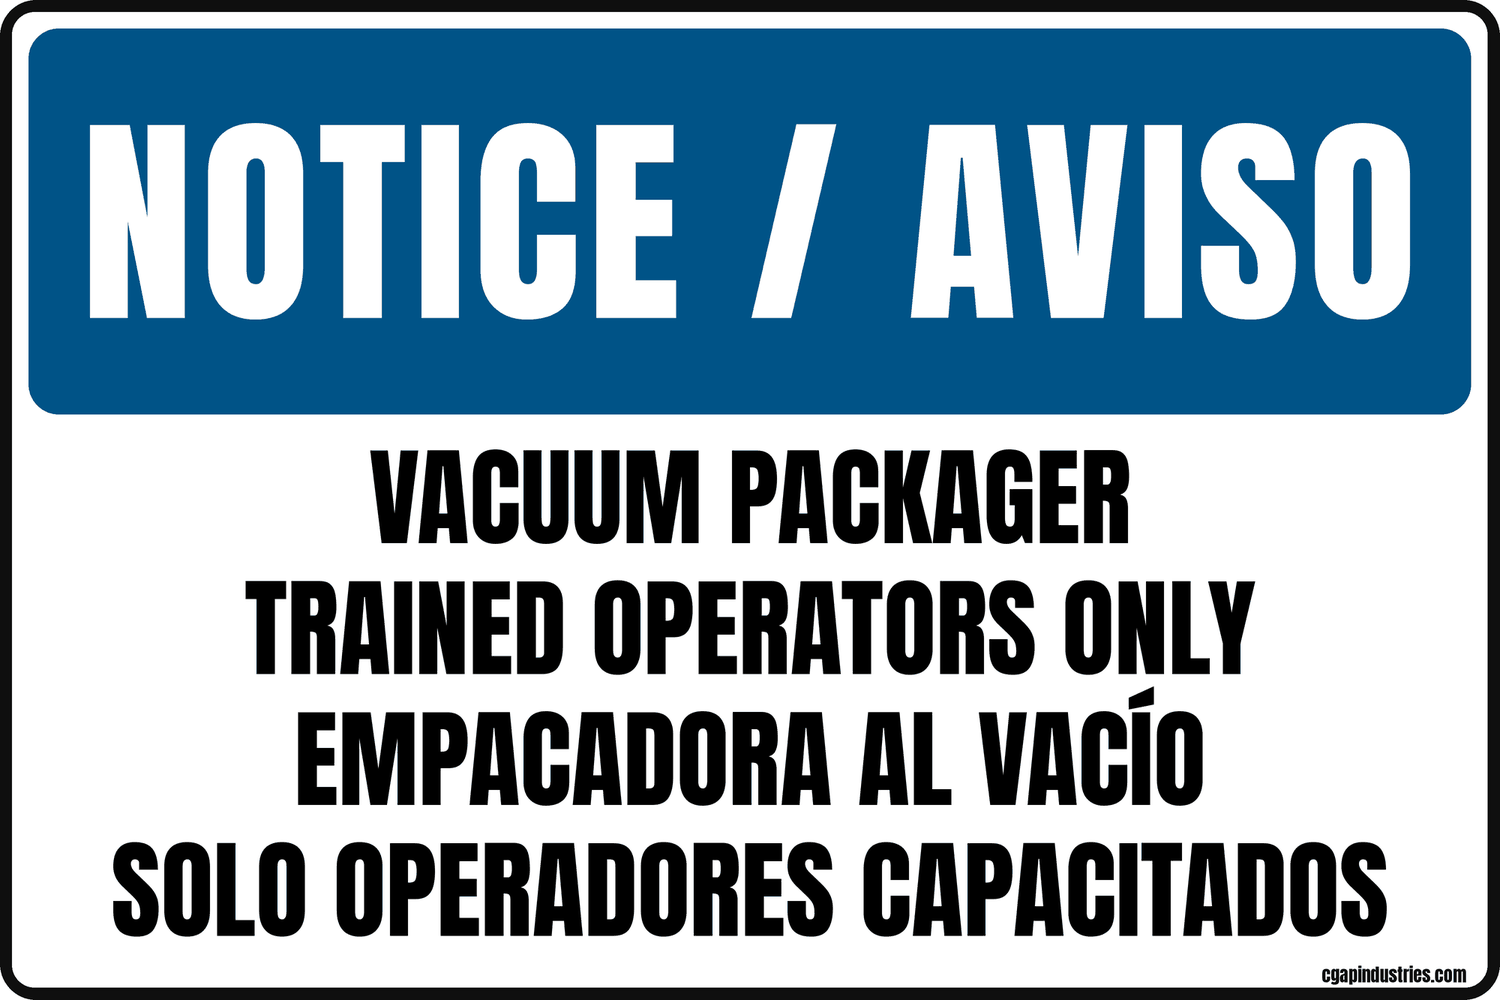 NOTICE / AVISO
VACUUM PACKAGER
TRAINED OPERATORS ONLY
EMPACADORA AL VACÍO
SOLO OPERADORES CAPACITADOS
cgapindustries.com